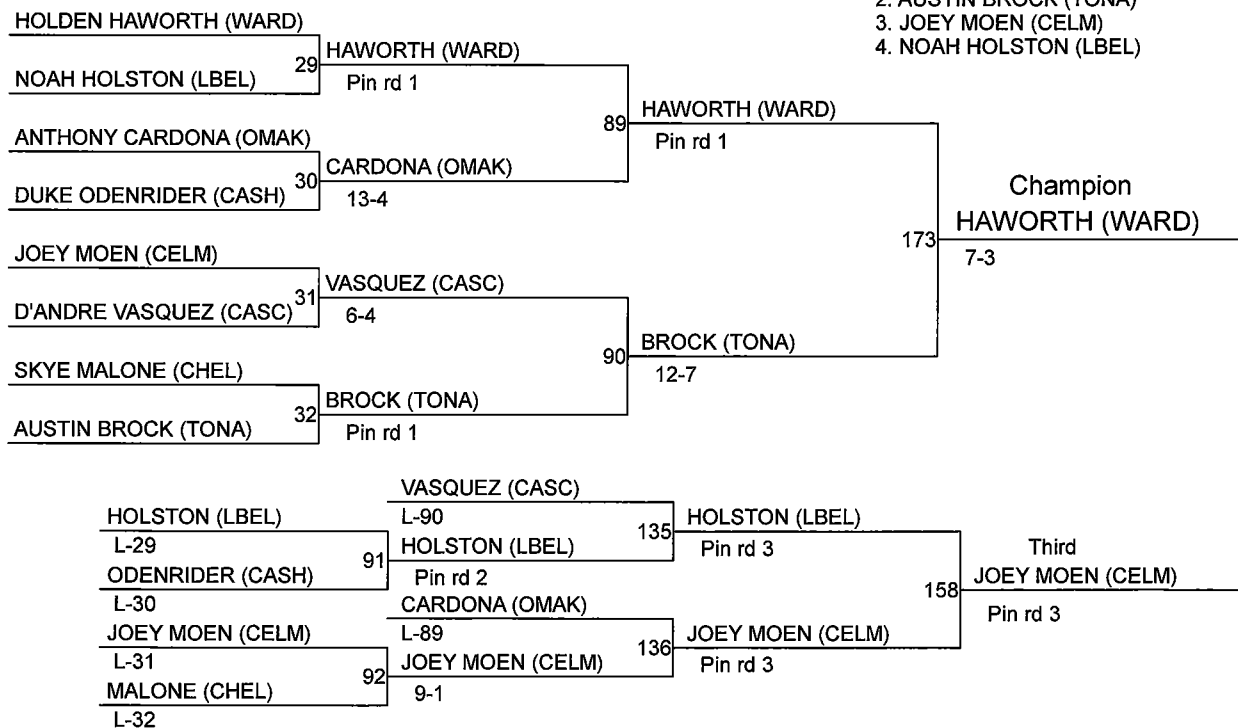 2. AUSTIN BROCK (TONA)
3. JOEY MOEN (CELM)
4. NOAH HOLSTON (LBEL)
HOLDEN HAWORTH (WARD)
29
HAWORTH (WARD)
NOAH HOLSTON (LBEL)
Pin rd 1
89
HAWORTH (WARD)
Pin rd 1
ANTHONY CARDONA (OMAK)
30
CARDONA (OMAK)
DUKE ODENRIDER (CASH)
13-4
173
Champion
HAWORTH (WARD)
7-3
JOEY MOEN (CELM)
31
VASQUEZ (CASC)
D'ANDRE VASQUEZ (CASC)
6-4
90
BROCK (TONA)
12-7
SKYE MALONE (CHEL)
32
BROCK (TONA)
AUSTIN BROCK (TONA)
Pin rd 1
VASQUEZ (CASC)
L-90
HOLSTON (LBEL)
L-29
91
HOLSTON (LBEL)
Pin rd 2
ODENRIDER (CASH)
L-30
135
HOLSTON (LBEL)
Pin rd 3
CARDONA (OMAK)
L-89
JOEY MOEN (CELM)
L-31
92
JOEY MOEN (CELM)
9-1
MALONE (CHEL)
L-32
136
JOEY MOEN (CELM)
Pin rd 3
158
Third
JOEY MOEN (CELM)
Pin rd 3